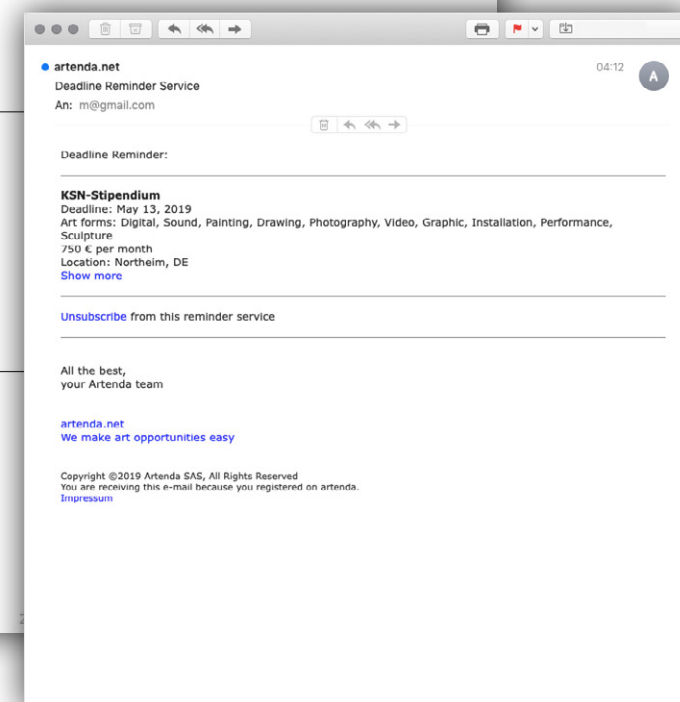 artenda.net
04:12
A
Deadline Reminder Service
An: m@gmail.com
Deadline Reminder:
KSN-Stipendium
Deadline: May 13, 2019
Art forms: Digital, Sound, Painting, Drawing, Photography, Video, Graphic, Installation, Performance,
Sculpture
750 € per month
Location: Northeim, DE
Show more
Unsubscribe from this reminder service
All the best,
your Artenda team
artenda.net
We make art opportunities easy
Copyright ©2019 Artenda SAS, All Rights Reserved
You are receiving this e-mail because you registered on artenda.
Impressum